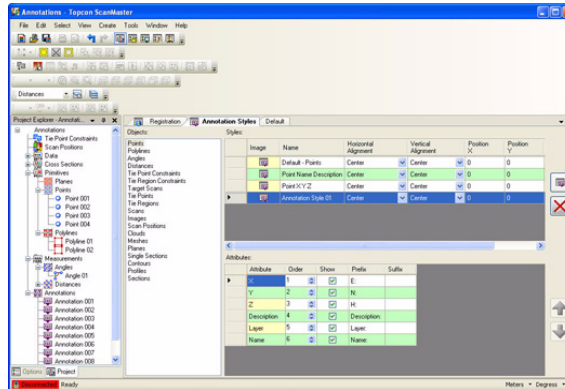 Annotations - Topcon ScanMaster
File Edit Select View Create Tools Window Help
Distances
Project Explorer - Annotati...
Annotations
Tie Point Constraints
Scan Positions
Data
Cross Sections
Primitives
Planes
Points
Point 001
Point 002
Point 003
Point 004
Polylines
Polyline 01
Polyline 02
Measurements
Angles
Angle 01
Distances
Annotations
Annotation 001
Annotation 002
Annotation 003
Annotation 004
Annotation 005
Annotation 006
Annotation 007
Annotation 008
Options Project
Registration Annotation Styles Default
Objects:
Points
Polylines
Angles
Distances
Tie Point Constraints
Tie Region Constraints
Target Scans
Tie Points
Tie Regions
Scans
Images
Scan Positions
Clouds
Meshes
Planes
Single Sections
Contours
Profiles
Sections
Styles:
Image Name Horizontal Alignment Vertical Alignment Position X Position Y
Default - Points Center Center 0 0
Point Name Description Center Center 0 0
Point X Y Z Center Center 0 0
Annotation Style 01 Center Center 0 0
Attributes:
Attribute Order Show Prefix Suffix
X 1 E:
Y 2 N:
Z 3 H:
Description 4 Description:
Layer 5 Layer:
Name 6 Name:
Disconnected Ready
Meters Degrees